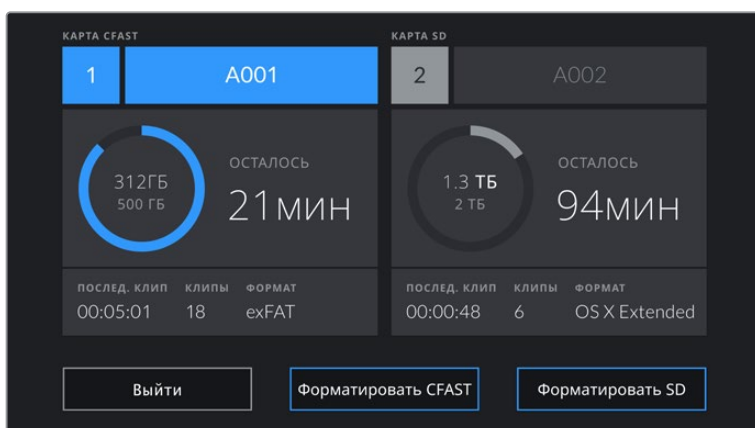 КАРТА CFAST
1
A001
312ГБ
500 ГБ
ОСТАЛОСЬ
21мин
ПОСЛЕД. КЛИП КЛИПЫ ФОРМАТ
00:05:01 18 exFAT
КАРТА SD
2
A002
1.3 ТБ
2 ТБ
ОСТАЛОСЬ
94мин
ПОСЛЕД. КЛИП КЛИПЫ ФОРМАТ
00:00:48 6 OS X Extended
Выйти
Форматировать CFAST
Форматировать SD